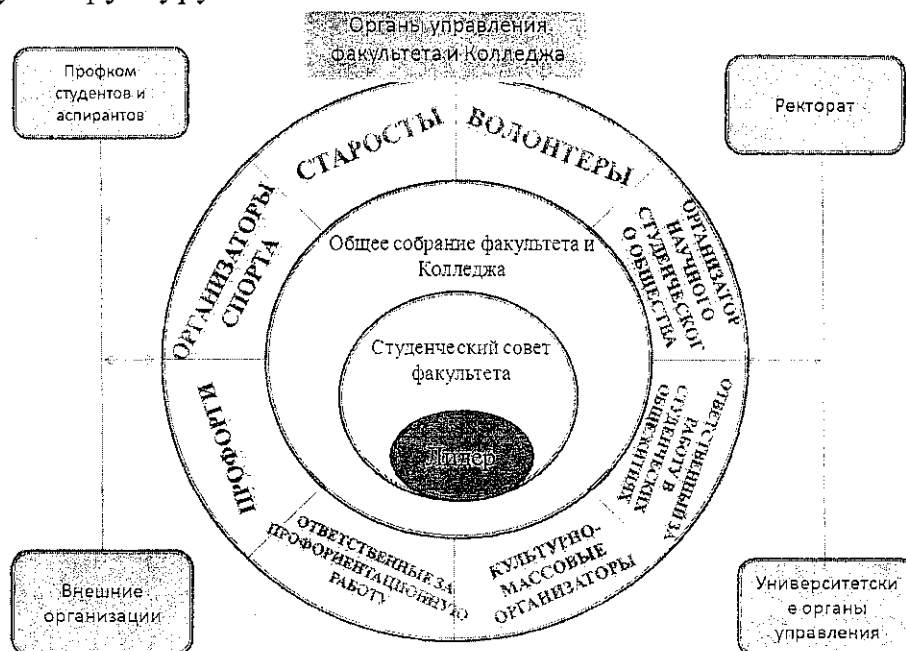 Органы управления
факультета и Колледжа
Профком
студентов и
аспирантов
Ректорат
СТАРОСТЫ
ВОЛОНТЕРЫ
ОРГАНИЗАТОРЫ
СПОРТА
ОРГАНИЗАТОР
НАУЧНОГО
СТУДЕНЧЕСКОГ
О ОБЩЕСТВА
Общее собрание факультета и
Колледжа
Студенческий совет
факультета
Лидер
ПРОФОРГИ
ОТВЕТСТВЕННЫЙ ЗА
РАБОТУ В
СТУДЕНЧЕСКИХ
ОБЩЕЖИТИЯХ
ОТВЕТСТВЕННЫЕ ЗА
ПРОФОРИЕНТАЦИОННУЮ
РАБОТУ
КУЛЬТУРНО-
МАССОВЫЕ
ОРГАНИЗАТОРЫ
Внешние
организации
Университетски
е органы
управления